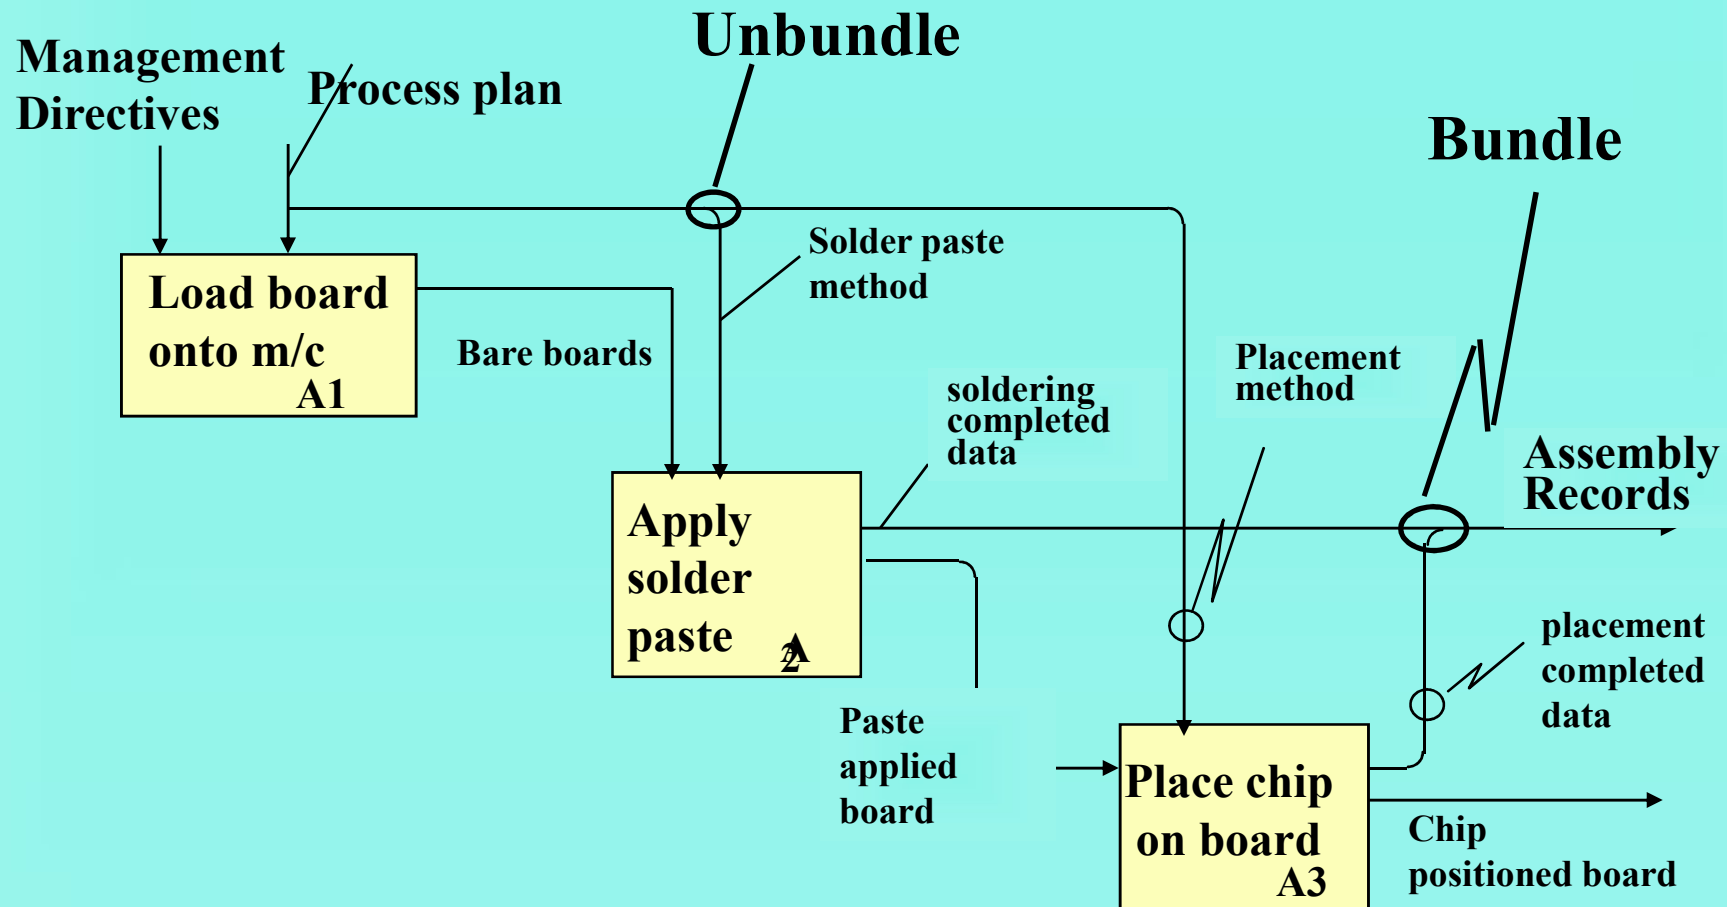 Management
Directives
Process plan
Unbundle
Bundle
Solder paste
method
Load board
onto m/c
A1
Bare boards
Placement
method
soldering
completed
data
Assembly
Records
Apply
solder
paste
A
2
placement
completed
data
Paste
applied
board
Place chip
on board
A3
Chip
positioned board